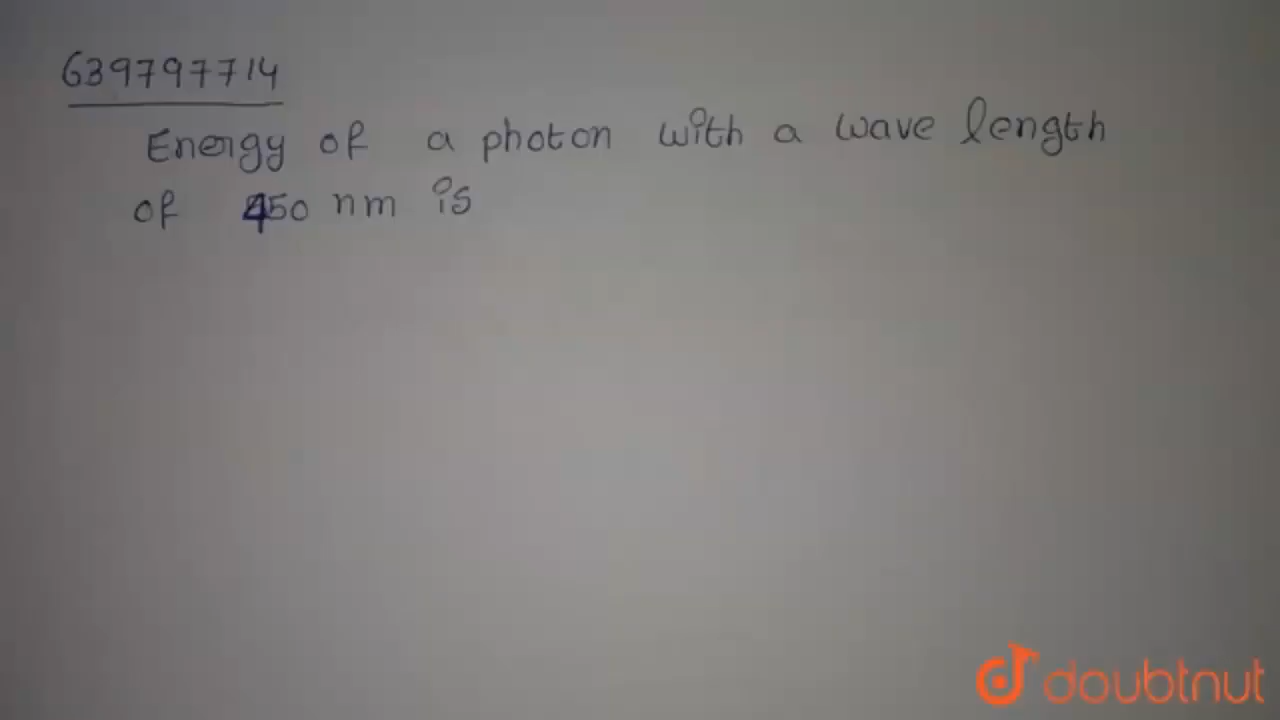 639797714
Energy of a photon with a wave length
of 450 nm is
doubtnut